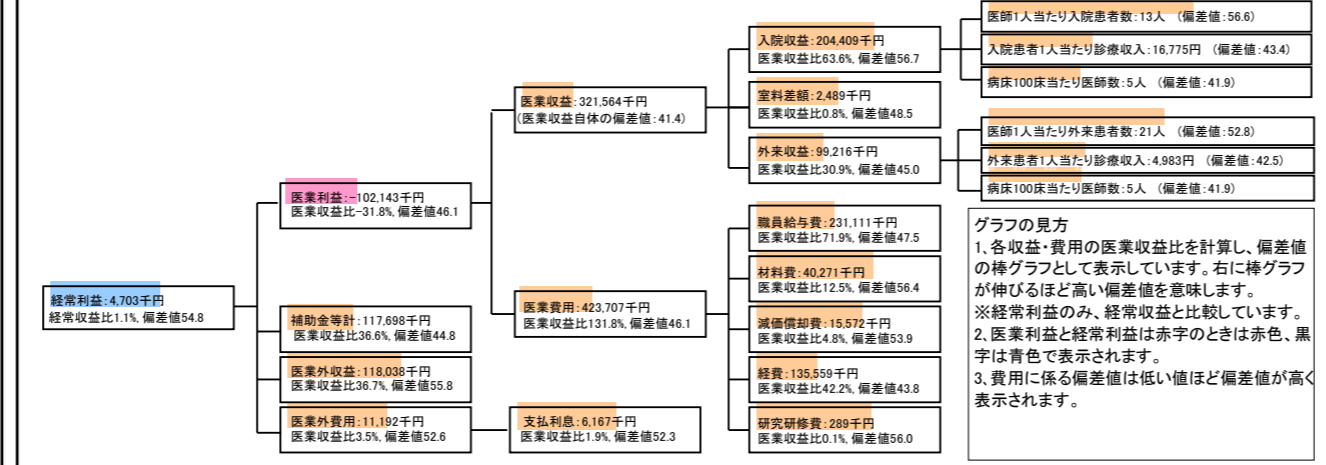 経常利益:4,703千円
経常収益比1.1%, 偏差値54.8
医業利益:-102,143千円
医業収益比-31.8%, 偏差値46.1
補助金等計:117,698千円
医業収益比36.6%, 偏差値44.8
医業外収益:118,038千円
医業収益比36.7%, 偏差値55.8
医業外費用:11,192千円
医業収益比3.5%, 偏差値52.6
支払利息:6,167千円
医業収益比1.9%, 偏差値52.3
医業収益:321,564千円
(医業収益自体の偏差値:41.4)
医業費用:423,707千円
医業収益比131.8%, 偏差値46.1
入院収益:204,409千円
医業収益比63.6%, 偏差値56.7
室料差額:2,489千円
医業収益比0.8%, 偏差値48.5
外来収益:99,216千円
医業収益比30.9%, 偏差値45.0
職員給与費:231,111千円
医業収益比71.9%, 偏差値47.5
材料費:40,271千円
医業収益比12.5%, 偏差値56.4
減価償却費:15,572千円
医業収益比4.8%, 偏差値53.9
経費:135,559千円
医業収益比42.2%, 偏差値43.8
研究研修費:289千円
医業収益比0.1%, 偏差値56.0
医師1人当たり入院患者数:13人 (偏差値:56.6)
入院患者1人当たり診療収入:16,775円 (偏差値:43.4)
病床100床当たり医師数:5人 (偏差値:41.9)
医師1人当たり外来患者数:21人 (偏差値:52.8)
外来患者1人当たり診療収入:4,983円 (偏差値:42.5)
病床100床当たり医師数:5人 (偏差値:41.9)
グラフの見方
1、各収益・費用の医業収益比を計算し、偏差値
の棒グラフとして表示しています。右に棒グラフ
が伸びるほど高い偏差値を意味します。
※経常利益のみ、経常収益と比較しています。
2、医業利益と経常利益は赤字のときは赤色、黒
字は青色で表示されます。
3、費用に係る偏差値は低い値ほど偏差値が高く
表示されます。